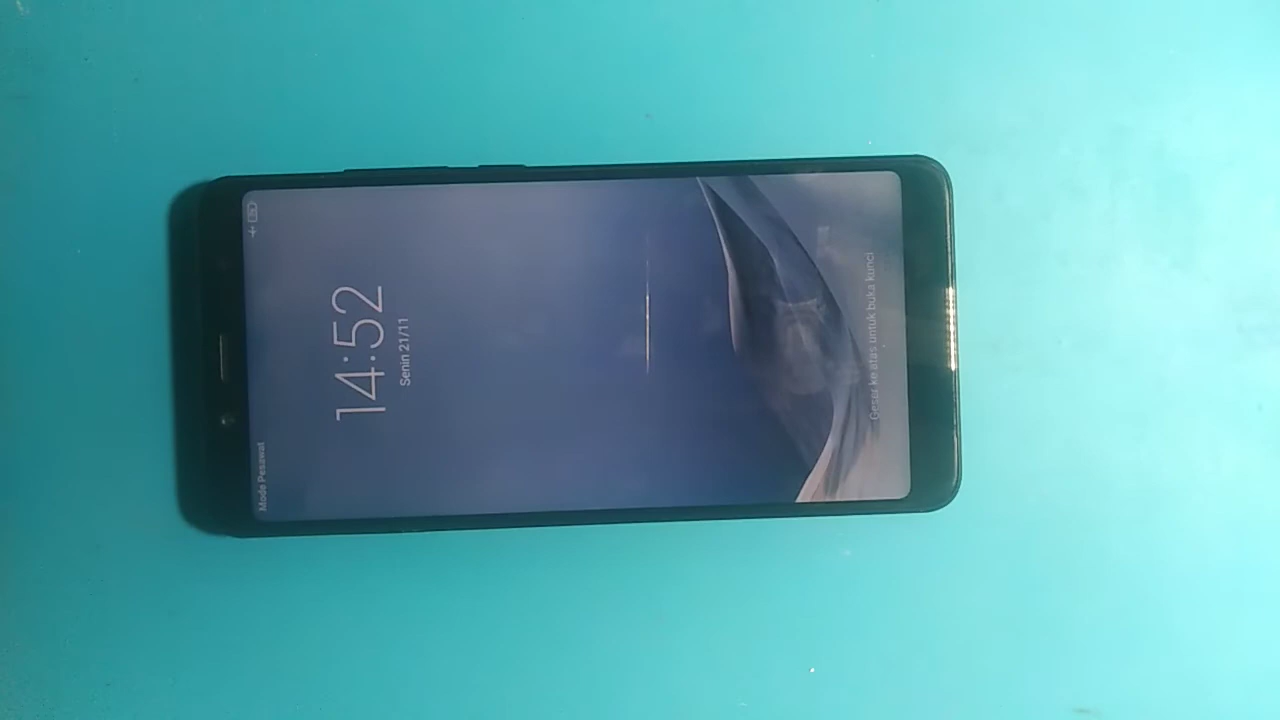 Mode Pesawat
14:52
Senin 21/11
Geser ke atas untuk buka kunci